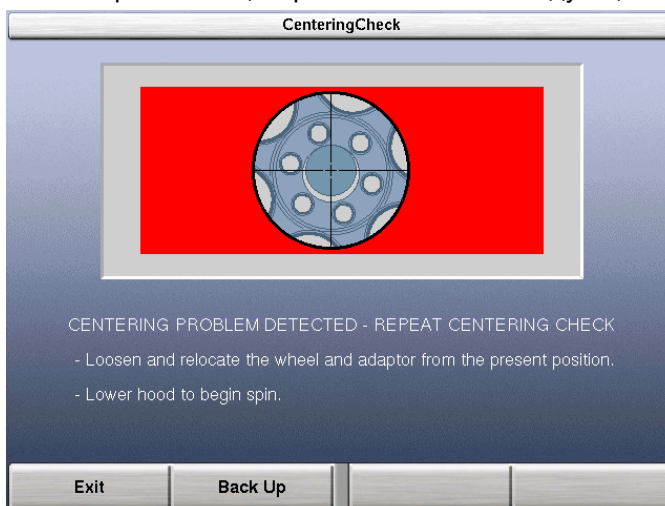 CenteringCheck
CENTERING PROBLEM DETECTED - REPEAT CENTERING CHECK
- Loosen and relocate the wheel and adaptor from the present position.
- Lower hood to begin spin.
Exit
Back Up